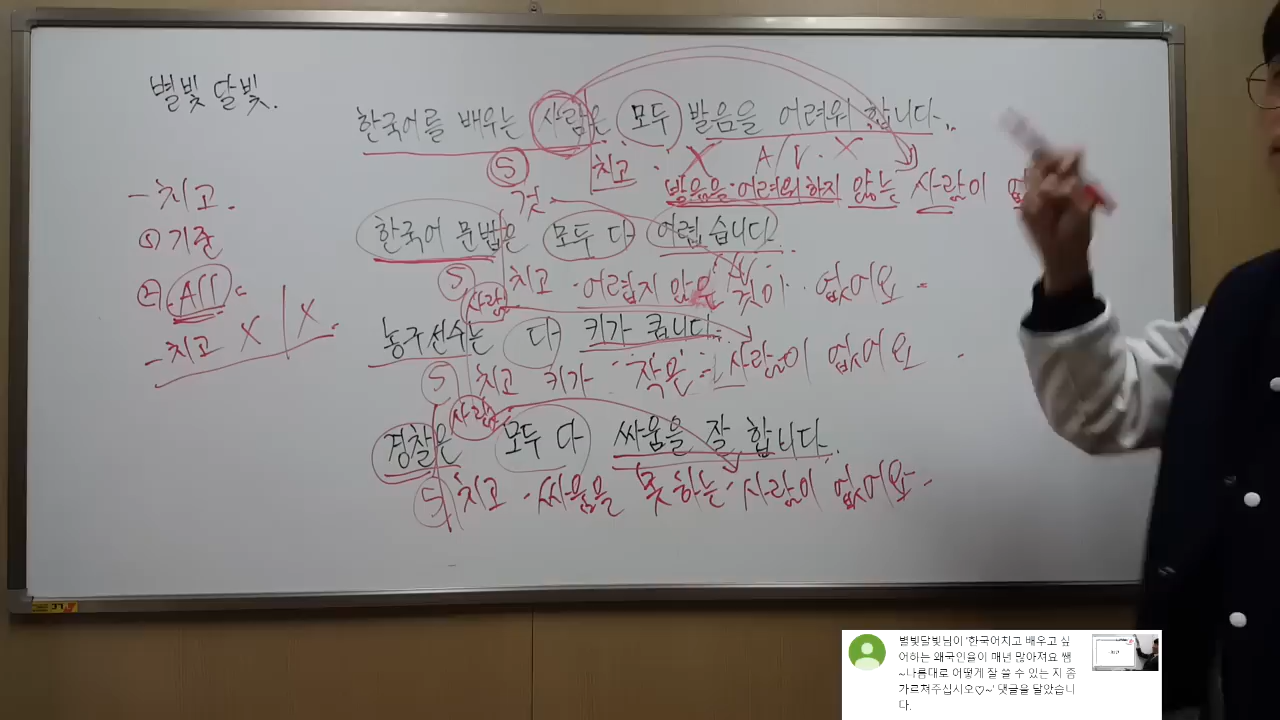 별빛 달빛.
한국어를 배우는 사람은 모두 발음을 어려워 합니다.
S 치고 X A/V. X
발음을 어려워하지 않는 사람이
- 치고.
것
① 기준
한국어 문법은 모두 다 어렵습니다.
② All
S 치고 어렵지 않은 것이 없어요
사람
- 치고 X | X.
농구선수는 다 키가 큽니다.
S 치고 키가 작은 사람이 없어요
사람
경찰은 모두 다 싸움을 잘 합니다.
S 치고 싸움을 못하는 사람이 없어요
별빛달빛님이 '한국어치고 배우고 싶
어하는 왜국인을이 매년 많아져요 쌤
~나름대로 어떻게 잘 쓸 수 있는 지 좀
가르쳐주십시오♡~' 댓글을 달았습니
다.